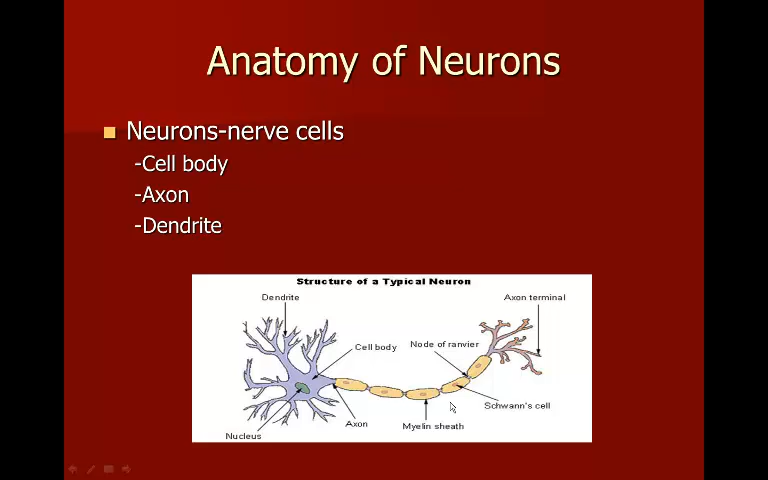 Anatomy of Neurons
Neurons-nerve cells
-Cell body
-Axon
-Dendrite
Structure of a Typical Neuron
Dendrite
Axon terminal
Cell body
Node of ranvier
Schwann's cell
Axon
Myelin sheath
Nucleus